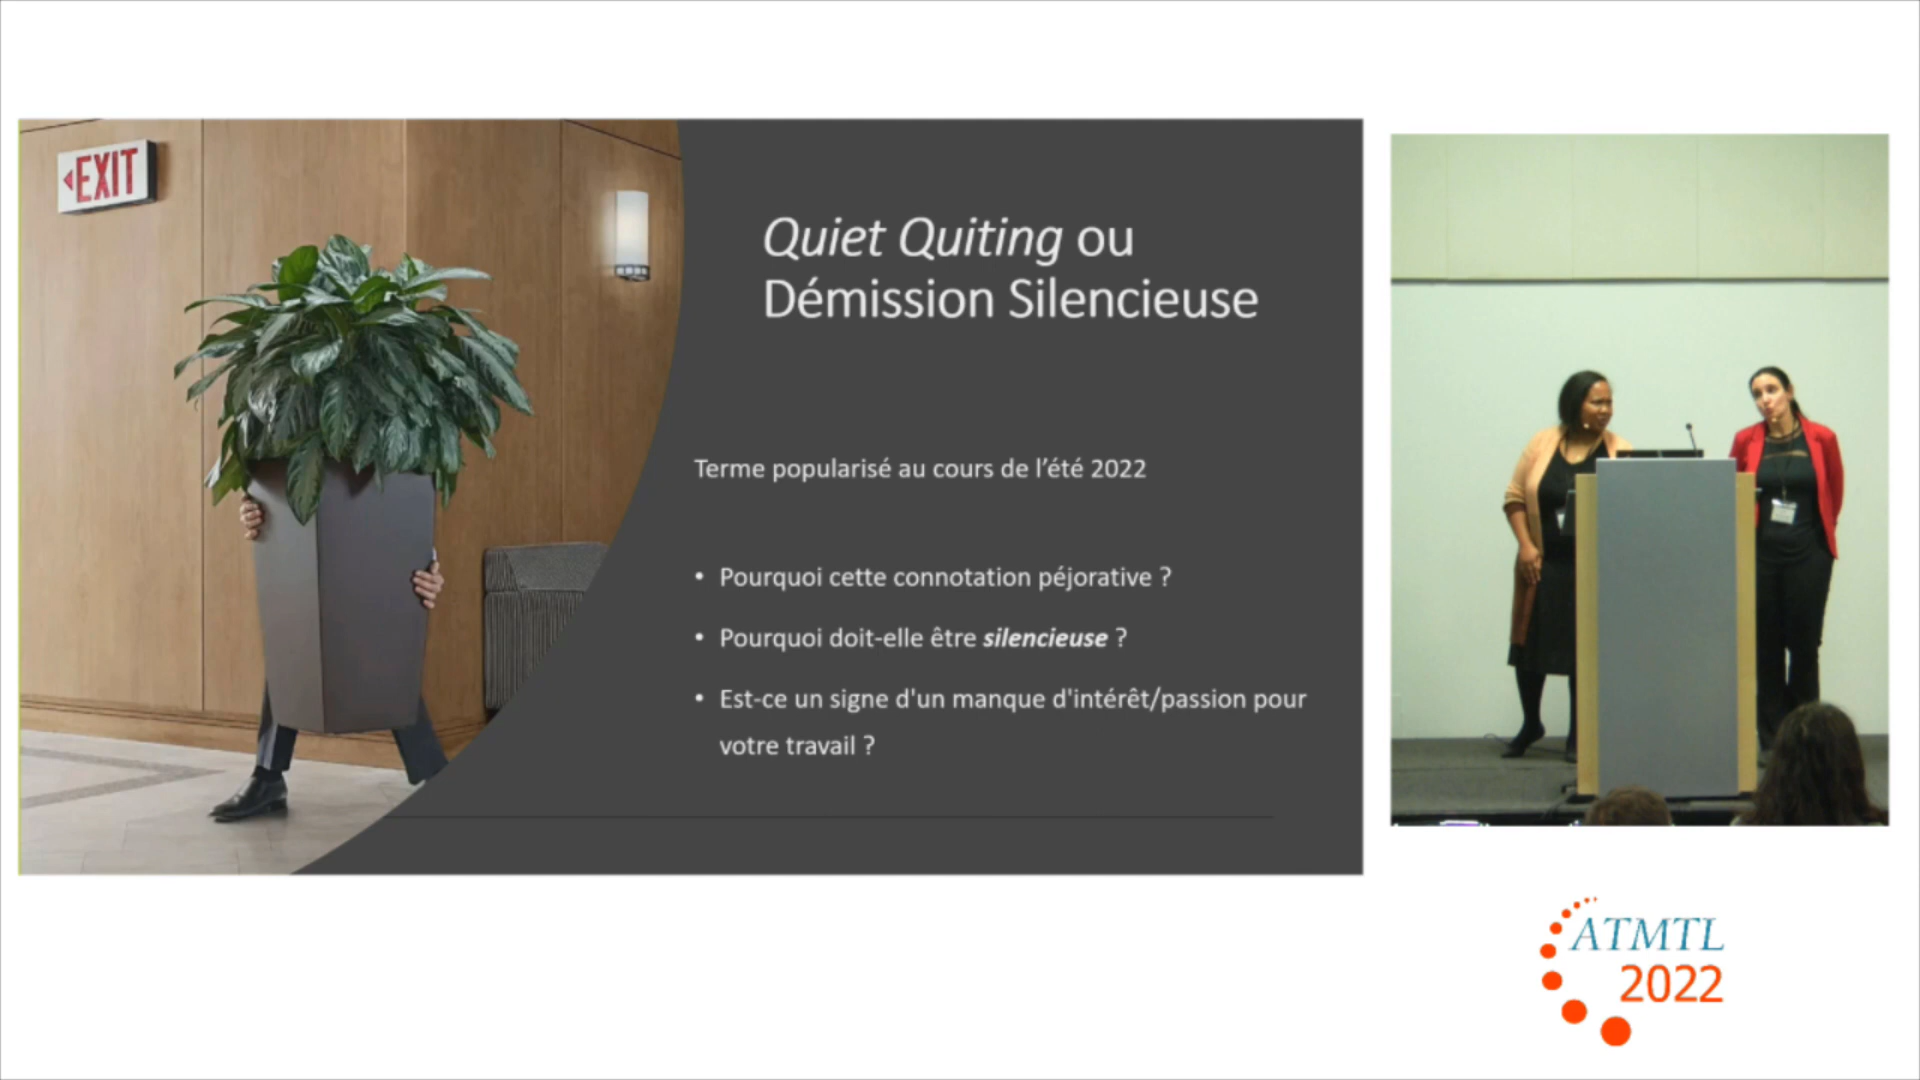 EXIT
Quiet Quiting ou
Démission Silencieuse
Terme popularisé au cours de l'été 2022
• Pourquoi cette connotation péjorative ?
• Pourquoi doit-elle être silencieuse ?
• Est-ce un signe d'un manque d'intérêt/passion pour
votre travail ?
ATMTL
2022